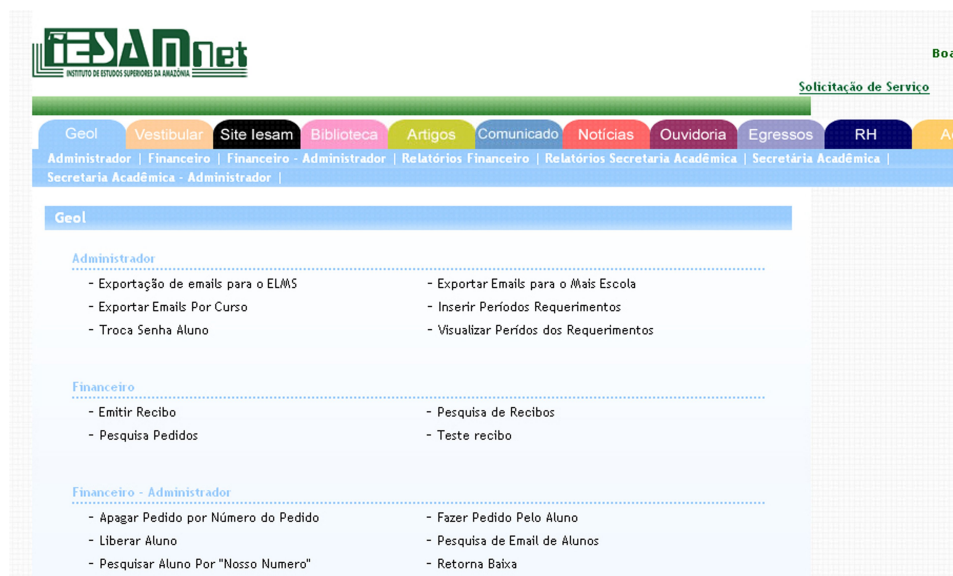 iESAMnet
INSTITUTO DE ESTUDOS SUPERIORES DA AMAZÔNIA
Boa
Solicitação de Serviço
Geol Vestibular Site Iesam Biblioteca Artigos Comunicado Notícias Ouvidoria Egressos RH A
Administrador | Financeiro | Financeiro - Administrador | Relatórios Financeiro | Relatórios Secretaria Acadêmica | Secretária Acadêmica |
Secretaria Acadêmica - Administrador |
Geol
Administrador
- Exportação de emails para o ELMS - Exportar Emails para o Mais Escola
- Exportar Emails Por Curso - Inserir Períodos Requerimentos
- Troca Senha Aluno - Visualizar Perídos dos Requerimentos
Financeiro
- Emitir Recibo - Pesquisa de Recibos
- Pesquisa Pedidos - Teste recibo
Financeiro - Administrador
- Apagar Pedido por Número do Pedido - Fazer Pedido Pelo Aluno
- Liberar Aluno - Pesquisa de Email de Alunos
- Pesquisar Aluno Por "Nosso Numero" - Retorna Baixa